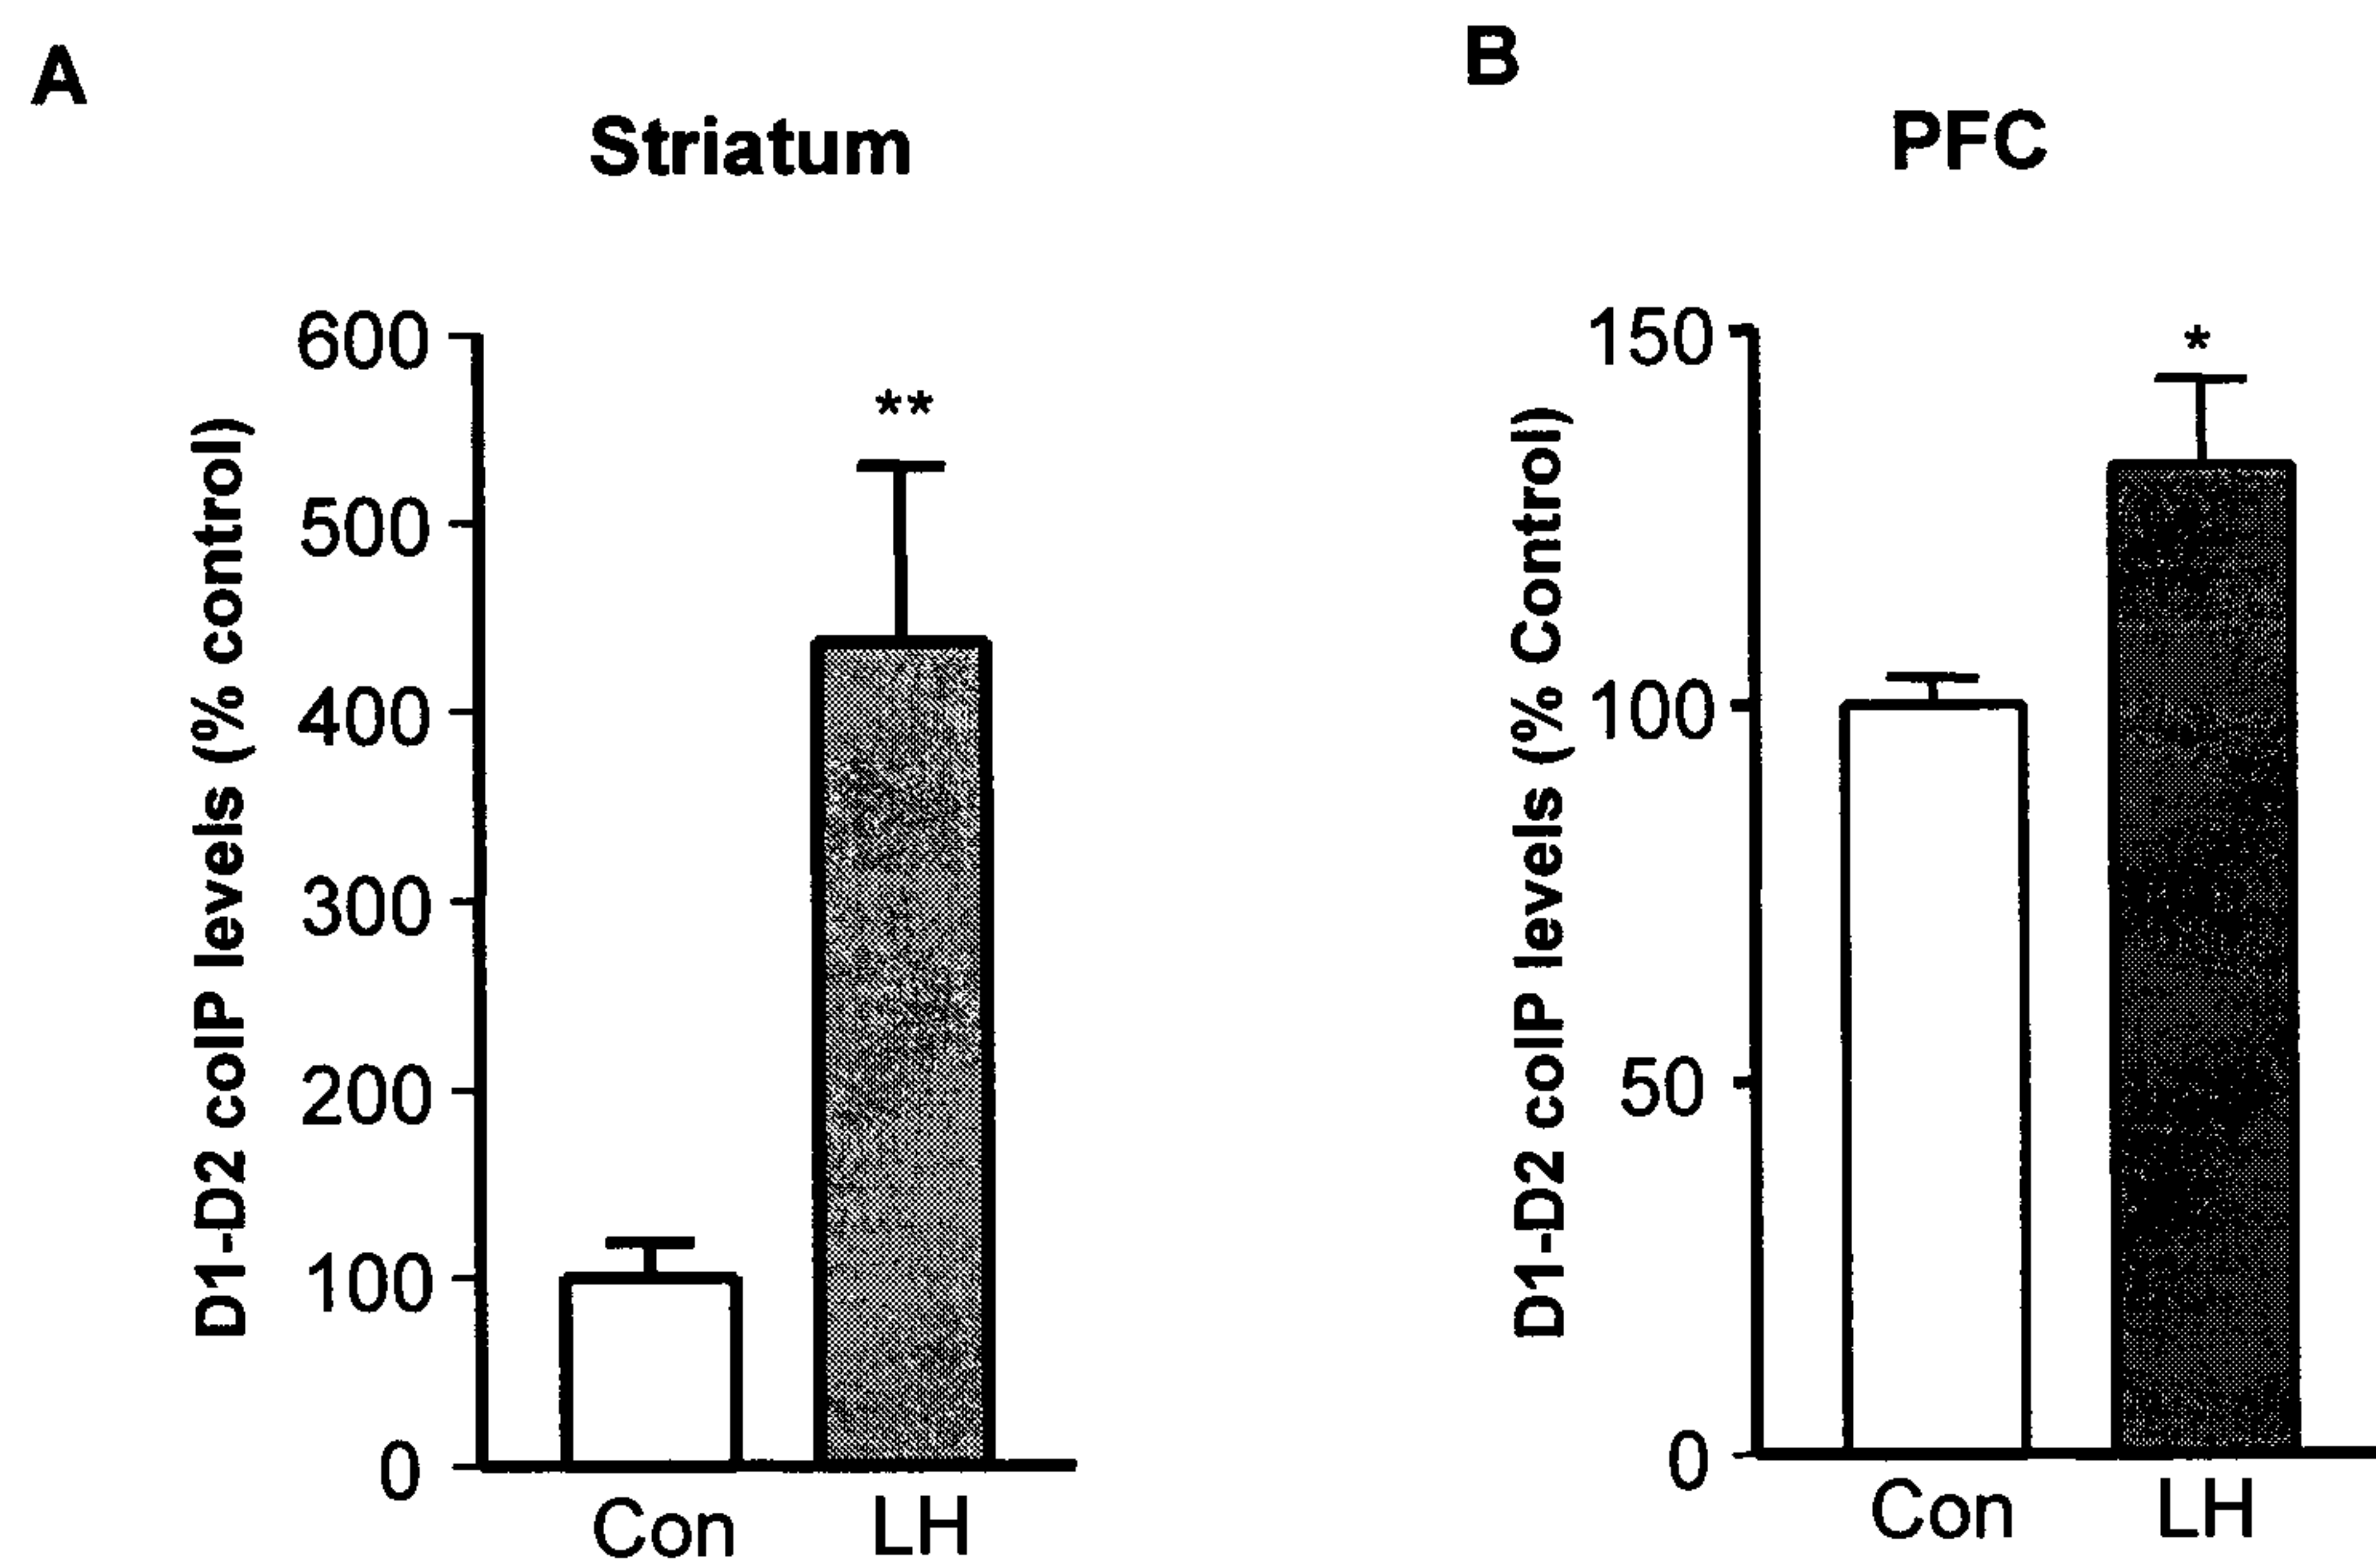 A
Striatum
D1-D2 coIP levels (% control)
600
500
400
300
200
100
0
**
Con
LH
B
PFC
D1-D2 coIP levels (% Control)
150
100
50
0
*
Con
LH